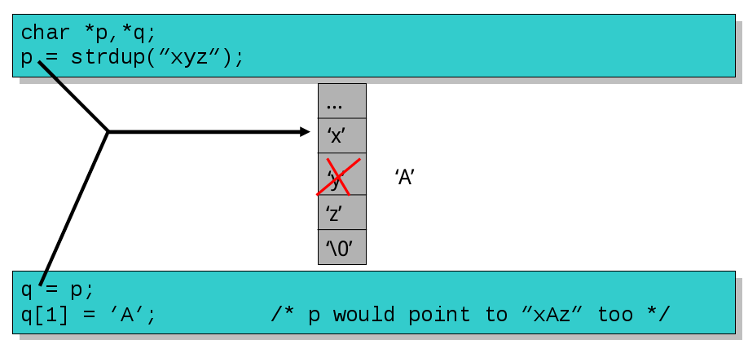 char *p,*q;
p = strdup(”xyz”);
...
‘x’
‘y’
‘A’
‘z’
‘\0’
q = p;
q[1] = ’A’; /* p would point to ”xAz” too */